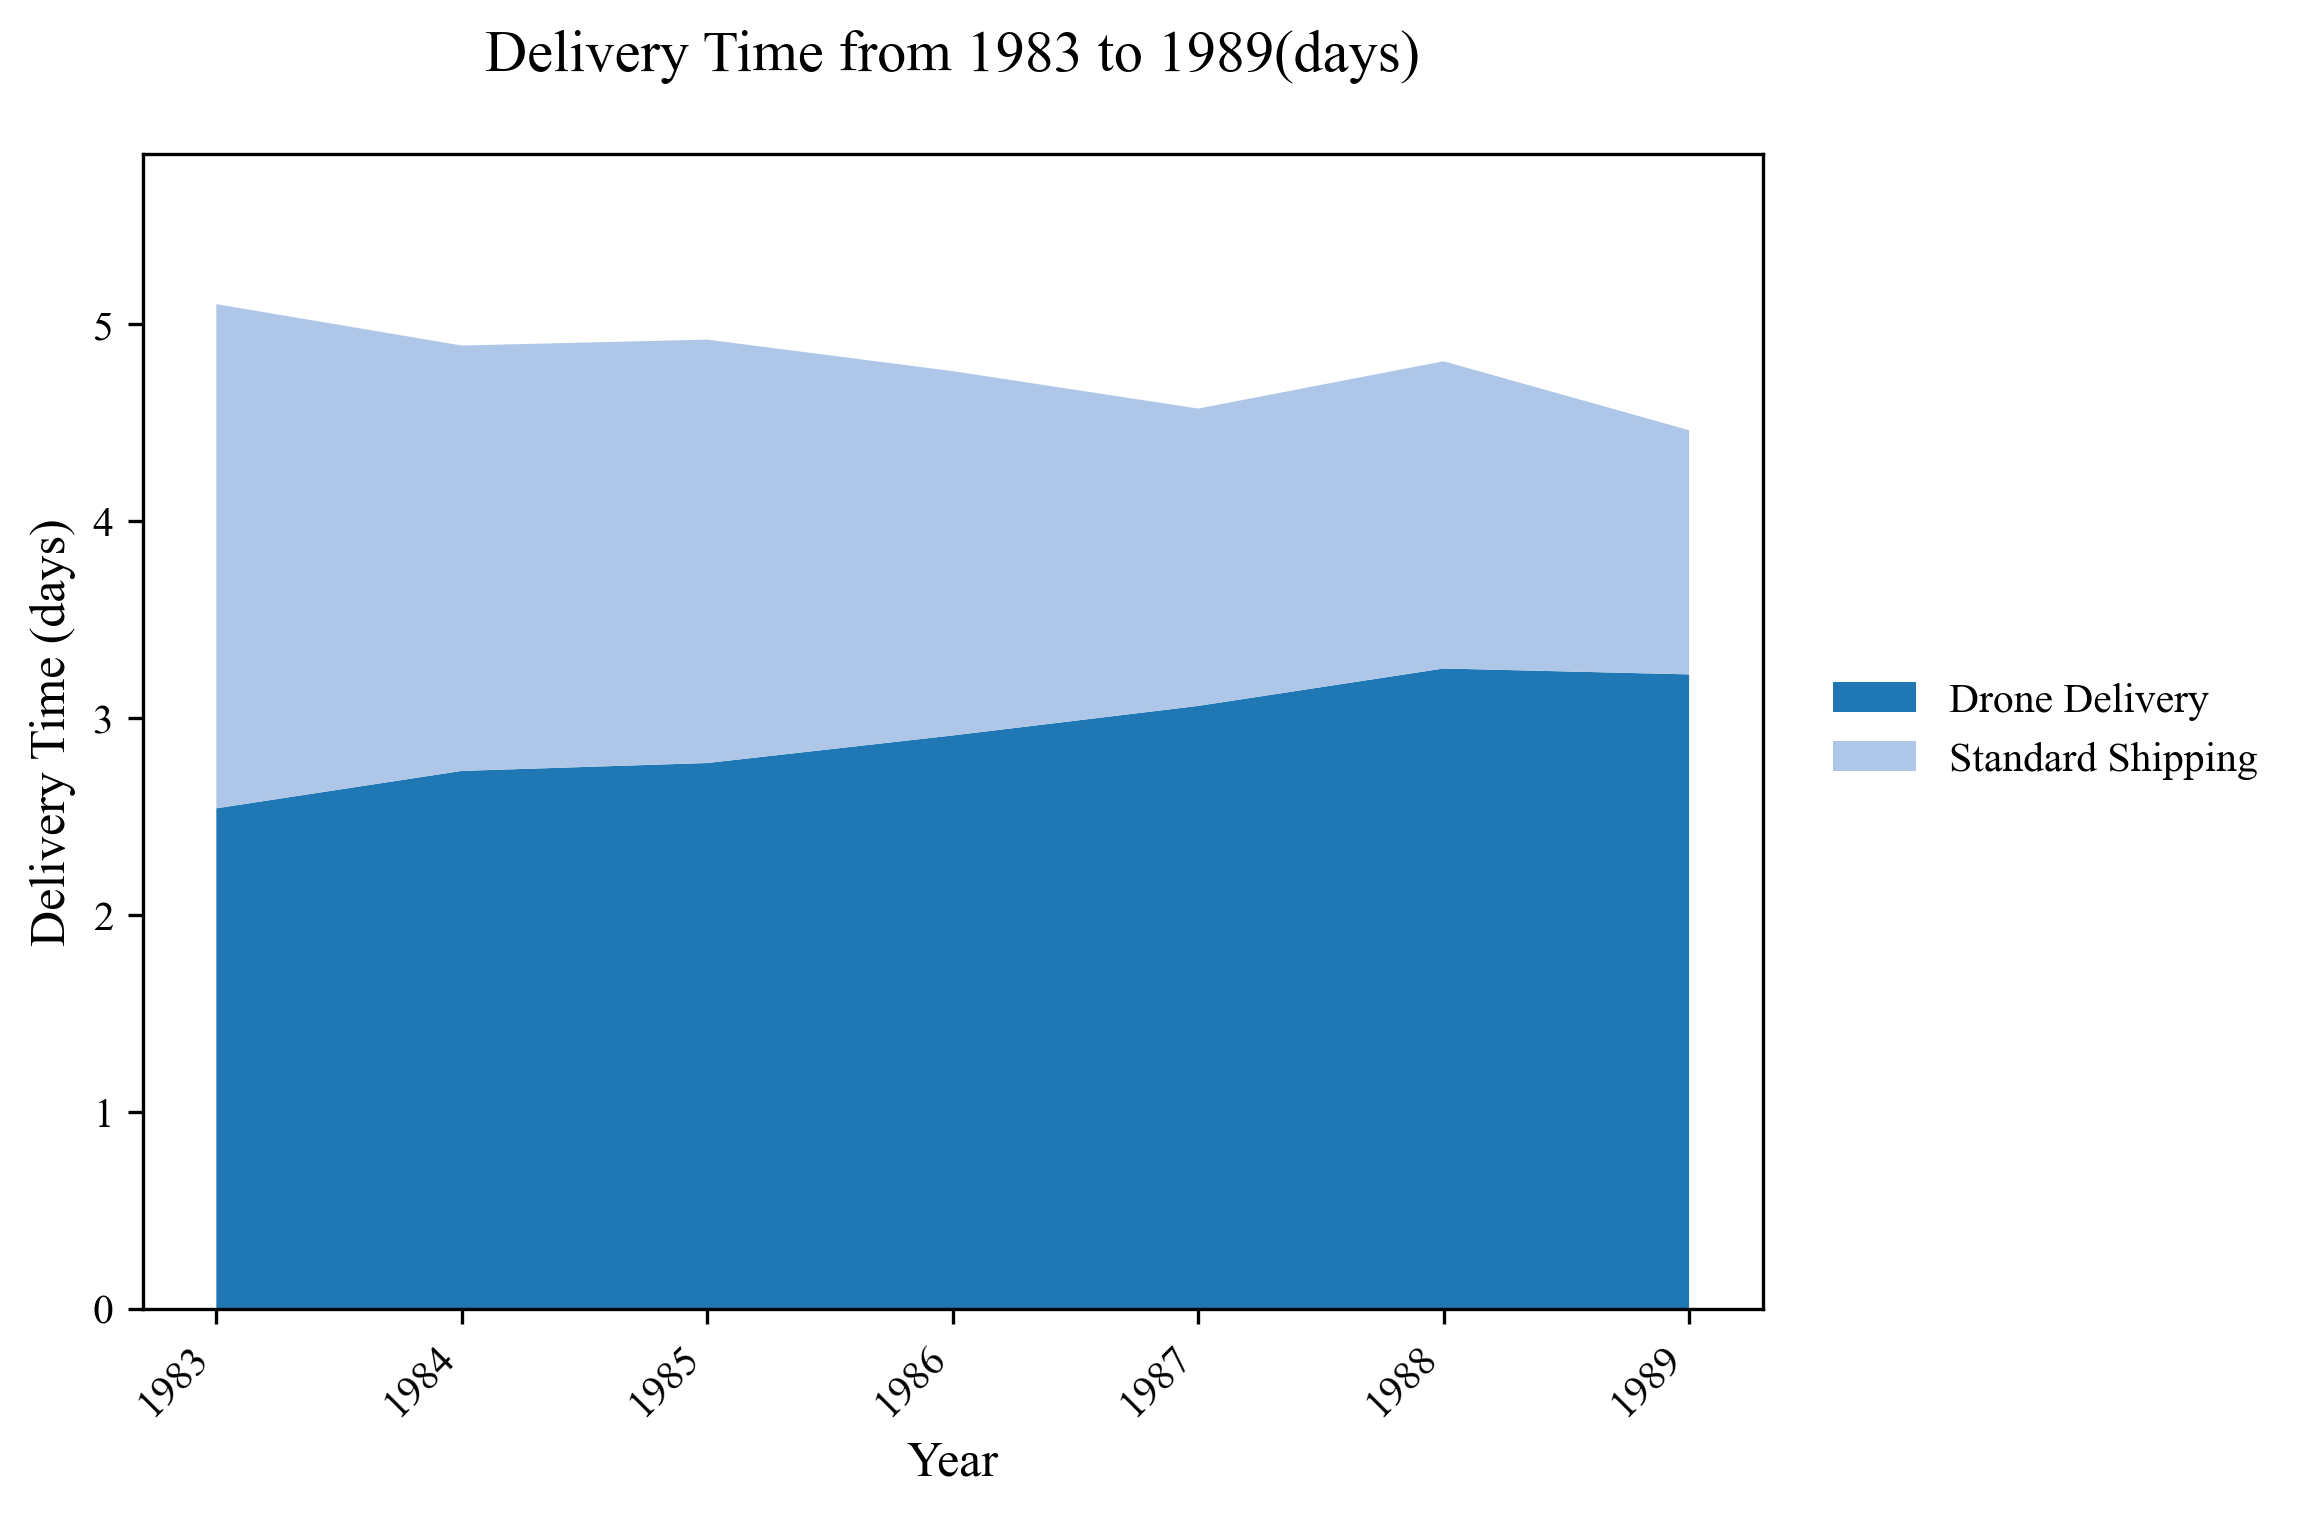 Delivery Time from 1983 to 1989(days)
Delivery Time (days)
5
4
3
2
1
0
1983
1984
1985
1986
1987
1988
1989
Year
Drone Delivery
Standard Shipping